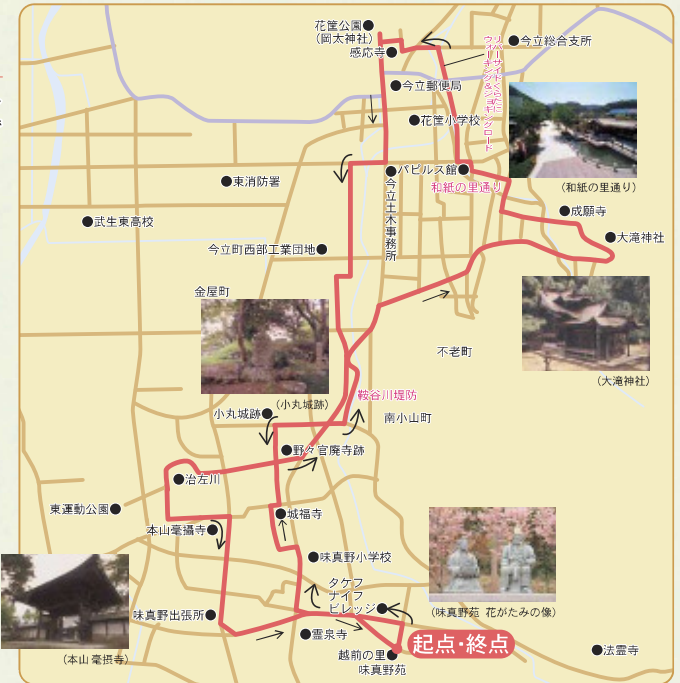 花筐公園
(岡太神社)
感応寺
今立総合支所
リバーサイドくらたに
ウォーキング&ジョギングロード
今立郵便局
花筐小学校
パピルス館
和紙の里通り
(和紙の里通り)
東消防署
今立土木事務所
成願寺
武生東高校
大滝神社
今立町西部工業団地
金屋町
不老町
(大滝神社)
鞍谷川堤防
(小丸城跡)
小丸城跡
南小山町
野々宮廃寺跡
治左川
東運動公園
城福寺
本山毫攝寺
味真野小学校
タケフ
ナイフ
ビレッジ
(味真野苑 花がたみの像)
味真野出張所
霊泉寺
起点・終点
法霊寺
越前の里
味真野苑
(本山 毫摂寺)